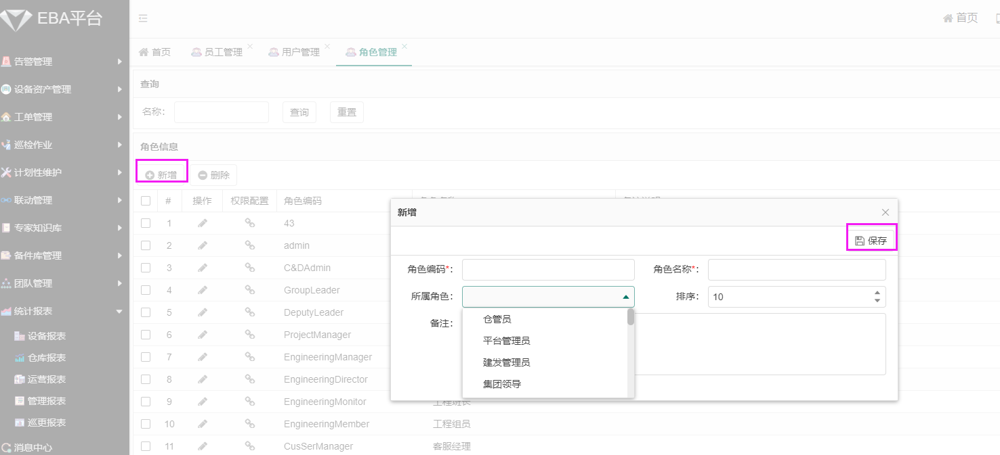 EBA平台
首页
告警管理
设备资产管理
工单管理
巡检作业
计划性维护
联动管理
专家知识库
备件库管理
团队管理
统计报表
设备报表
仓库报表
运营报表
管理报表
巡更报表
消息中心
首页 员工管理 用户管理 角色管理
查询
名称： 查询 重置
角色信息
新增 删除
# 操作 权限配置 角色编码
1 43
2 admin
3 C&DAdmin
4 GroupLeader
5 DeputyLeader
6 ProjectManager
7 EngineeringManager
8 EngineeringDirector
9 EngineeringMonitor 工程班长
10 EngineeringMember 工程组员
11 CusSerManager 客服经理
新增
保存
角色编码*： 角色名称*：
所属角色： 排序： 10
备注：
仓管员
平台管理员
建发管理员
集团领导